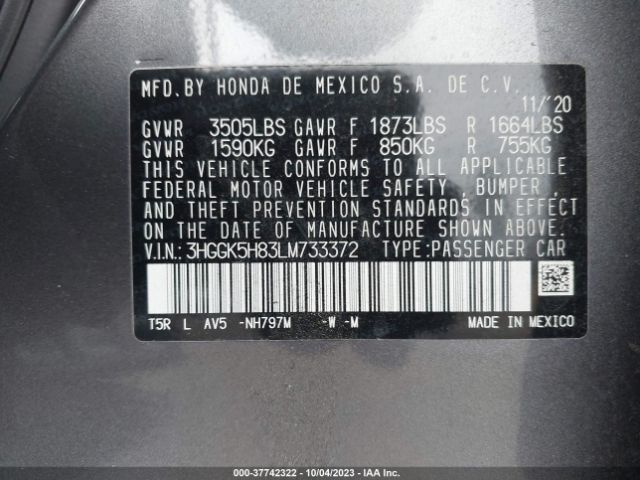 MFD.BY HONDA DE MEXICO S.A. DE C.V.
11/'20
GVWR 3505LBS GAWR F 1873LBS R 1664LBS
GVWR 1590KG GAWR F 850KG R 755KG
THIS VEHICLE CONFORMS TO ALL APPLICABLE
FEDERAL MOTOR VEHICLE SAFETY, BUMPER,
AND THEFT PREVENTION STANDARDS IN EFFECT
ON THE DATE OF MANUFACTURE SHOWN ABOVE.
V.I.N.: 3HGGK5H83LM733372 TYPE:PASSENGER CAR
T5R L AV5 -NH797M -W -M MADE IN MEXICO
000-37742322 | 10/04/2023 | IAA Inc.